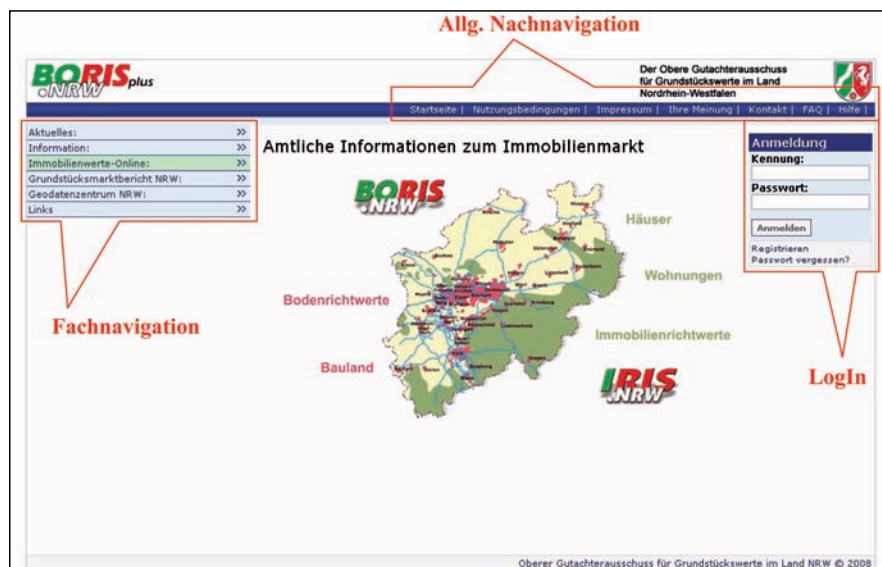 Allg. Nachnavigation
BORIS plus
.NRW
Der Obere Gutachterausschuss
für Grundstückswerte im Land
Nordrhein-Westfalen
Startseite | Nutzungsbedingungen | Impressum | Ihre Meinung | Kontakt | FAQ | Hilfe |
Aktuelles: »
Information: »
Immobilienwerte-Online: »
Grundstücksmarktbericht NRW: »
Geodatenzentrum NRW: »
Links »
Fachnavigation
Amtliche Informationen zum Immobilienmarkt
BORIS
.NRW
Häuser
Wohnungen
Bodenrichtwerte
Immobilienrichtwerte
Bauland
IRIS
.NRW
Anmeldung
Kennung:
Passwort:
Anmelden
Registrieren
Passwort vergessen?
LogIn
Oberer Gutachterausschuss für Grundstückswerte im Land NRW © 2008